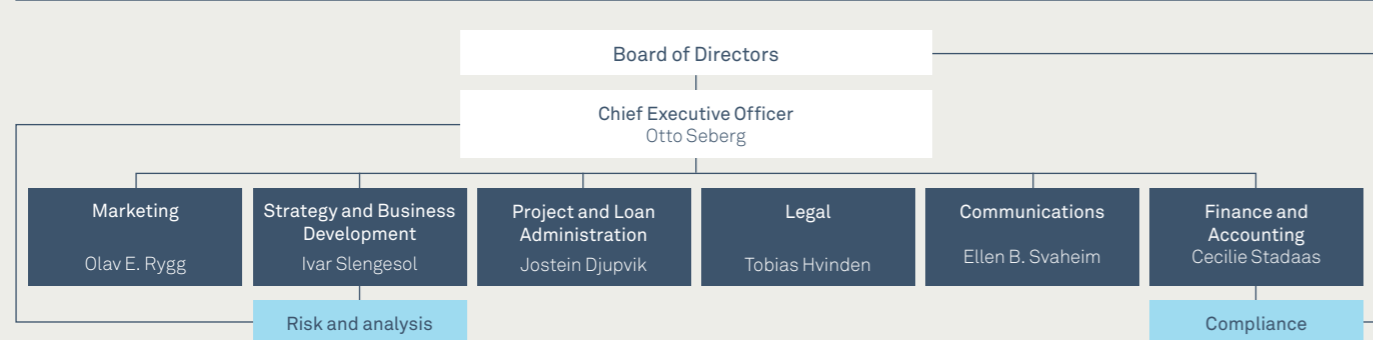 Board of Directors
Chief Executive Officer
Otto Seberg
Marketing
Olav E. Rygg
Strategy and Business
Development
Ivar Slengesol
Project and Loan
Administration
Jostein Djupvik
Legal
Tobias Hvinden
Communications
Ellen B. Svaheim
Finance and
Accounting
Cecilie Stadaas
Risk and analysis
Compliance